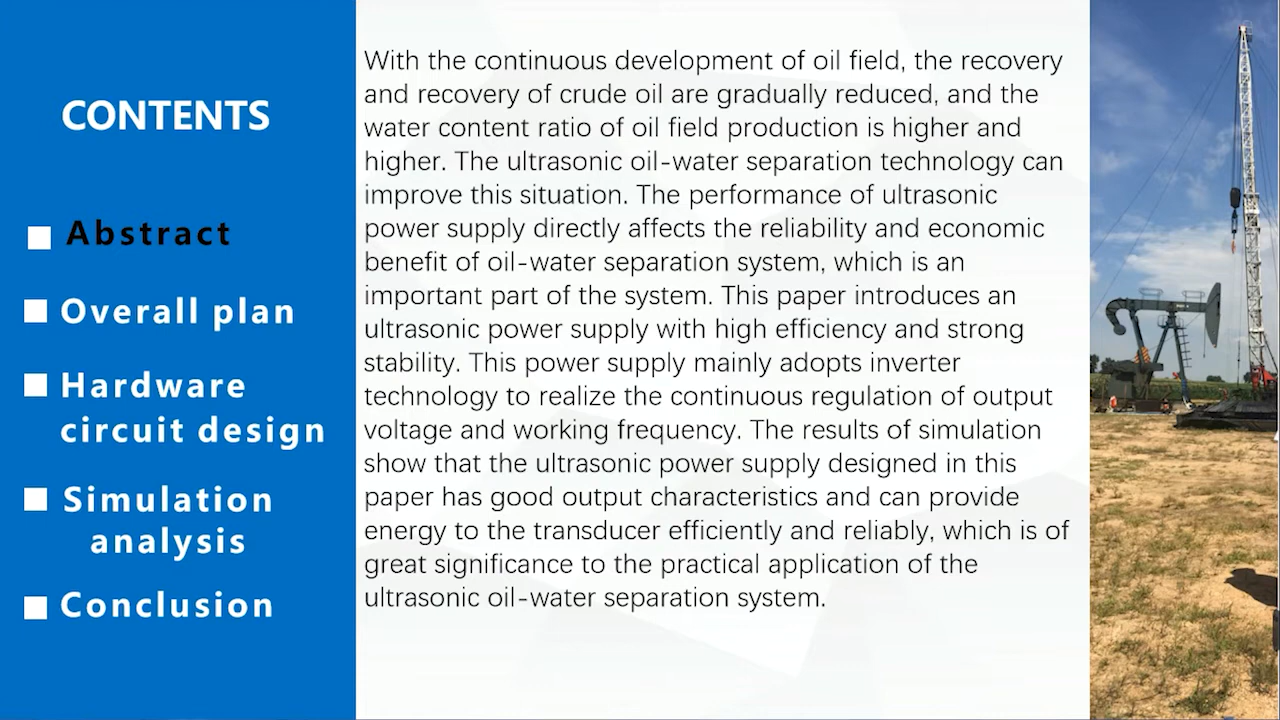 CONTENTS
Abstract
Overall plan
Hardware
circuit design
Simulation
analysis
Conclusion
With the continuous development of oil field, the recovery
and recovery of crude oil are gradually reduced, and the
water content ratio of oil field production is higher and
higher. The ultrasonic oil-water separation technology can
improve this situation. The performance of ultrasonic
power supply directly affects the reliability and economic
benefit of oil-water separation system, which is an
important part of the system. This paper introduces an
ultrasonic power supply with high efficiency and strong
stability. This power supply mainly adopts inverter
technology to realize the continuous regulation of output
voltage and working frequency. The results of simulation
show that the ultrasonic power supply designed in this
paper has good output characteristics and can provide
energy to the transducer efficiently and reliably, which is of
great significance to the practical application of the
ultrasonic oil-water separation system.